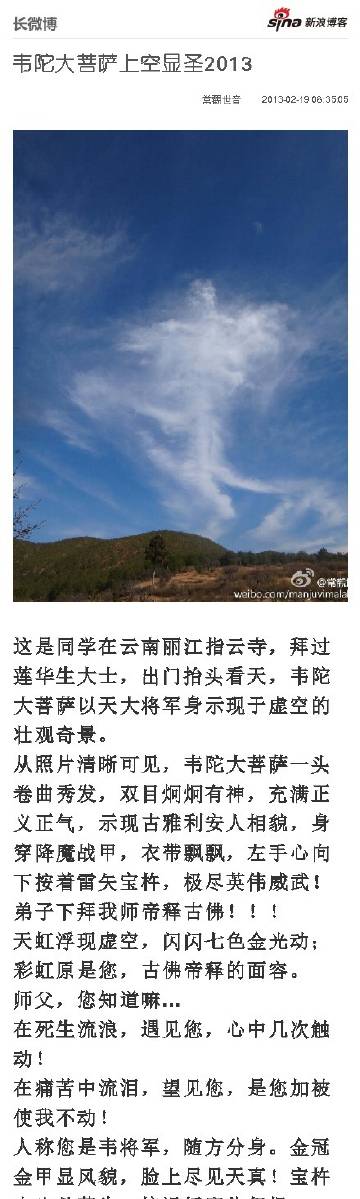 长微博
sina 新浪博客
韦陀大菩萨上空显圣2013
2013-02-19 06:35:05
weibo.com/manjuvimala
这是同学在云南丽江指云寺，拜过
莲华生大士，出门抬头看天，韦陀
大菩萨以天大将军身示现于虚空的
壮观奇景。
从照片清晰可见，韦陀大菩萨一头
卷曲秀发，双目炯炯有神，充满正
义正气，示现古雅利安人相貌，身
穿降魔战甲，衣带飘飘，左手心向
下按着雷矢宝杵，极尽英伟威武！
弟子下拜我师帝释古佛！！！
天虹浮现虚空，闪闪七色金光动；
彩虹原是您，古佛帝释的面容。
师父，您知道嘛...
在死生流浪，遇见您，心中几次触
动！
在痛苦中流泪，望见您，是您加被
使我不动！
人称您是韦将军，随方分身。金冠
金甲显风貌，脸上尽见天真！宝杵